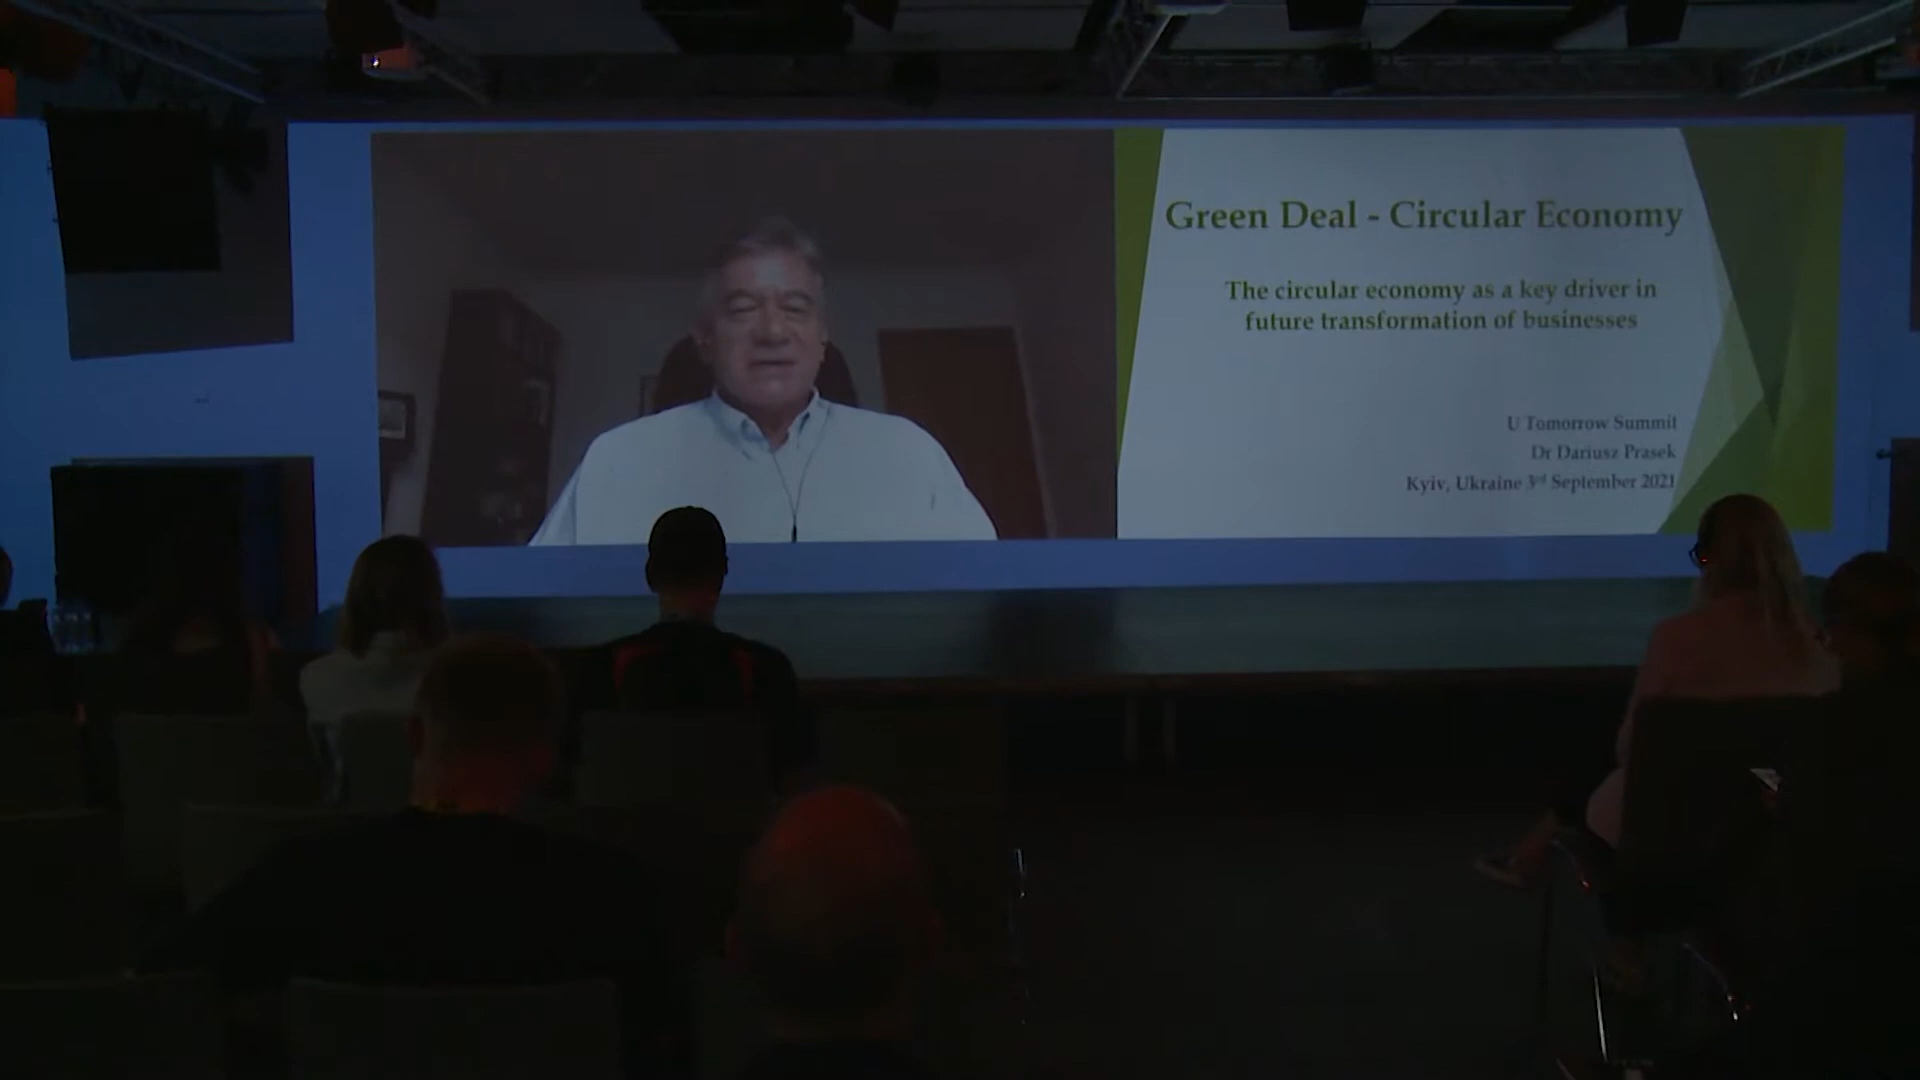 Green Deal - Circular Economy
The circular economy as a key driver in
future transformation of businesses
U Tomorrow Summit
Dr Dariusz Prasek
Kyiv, Ukraine 3rd September 2021